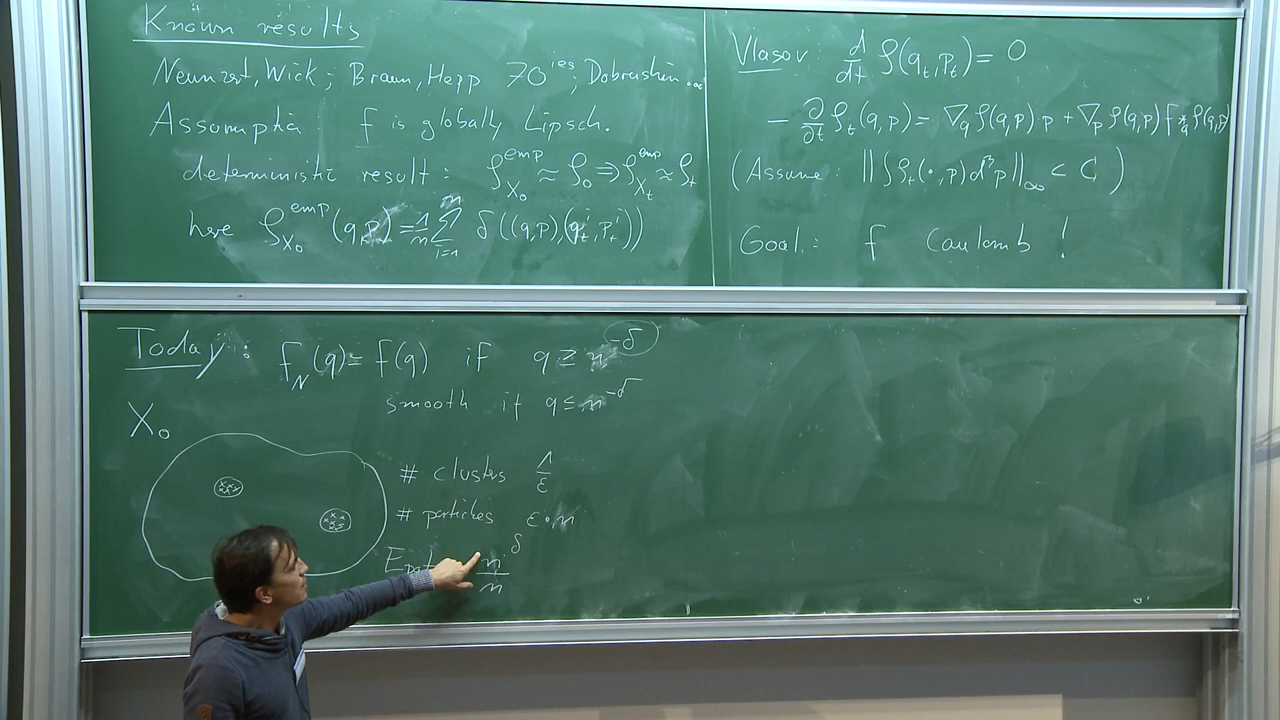 Known results
Neunzert, Wick; Braun, Hepp 70ies; Dobrushin...
Assumption: f is globally Lipsch.
deterministic result: ρ^emp_X₀ ≈ ρ₀ ⇒ ρ^emp_Xₜ ≈ ρₜ
here ρ^emp_X₀ (q,p) = 1/n Σ_{i=1}^n δ((q,p)(qᵢₜ,pᵢₜ))
Vlasov: d/dt ρ(qₜ,pₜ) = 0
- ∂/∂t ρₜ(q,p) = ∇_q ρ(q,p) p + ∇_p ρ(q,p) f *_q ρ(q,p)
(Assume: ||∫ρₜ(·,p)d³p||_∞ < C)
Goal: f Coulomb !
Today: f_N(q) = f(q) if q ≥ n^-δ
smooth if q ≤ n^-δ
X₀
# clusters 1/ε
# particles ε·n
n^δ/n